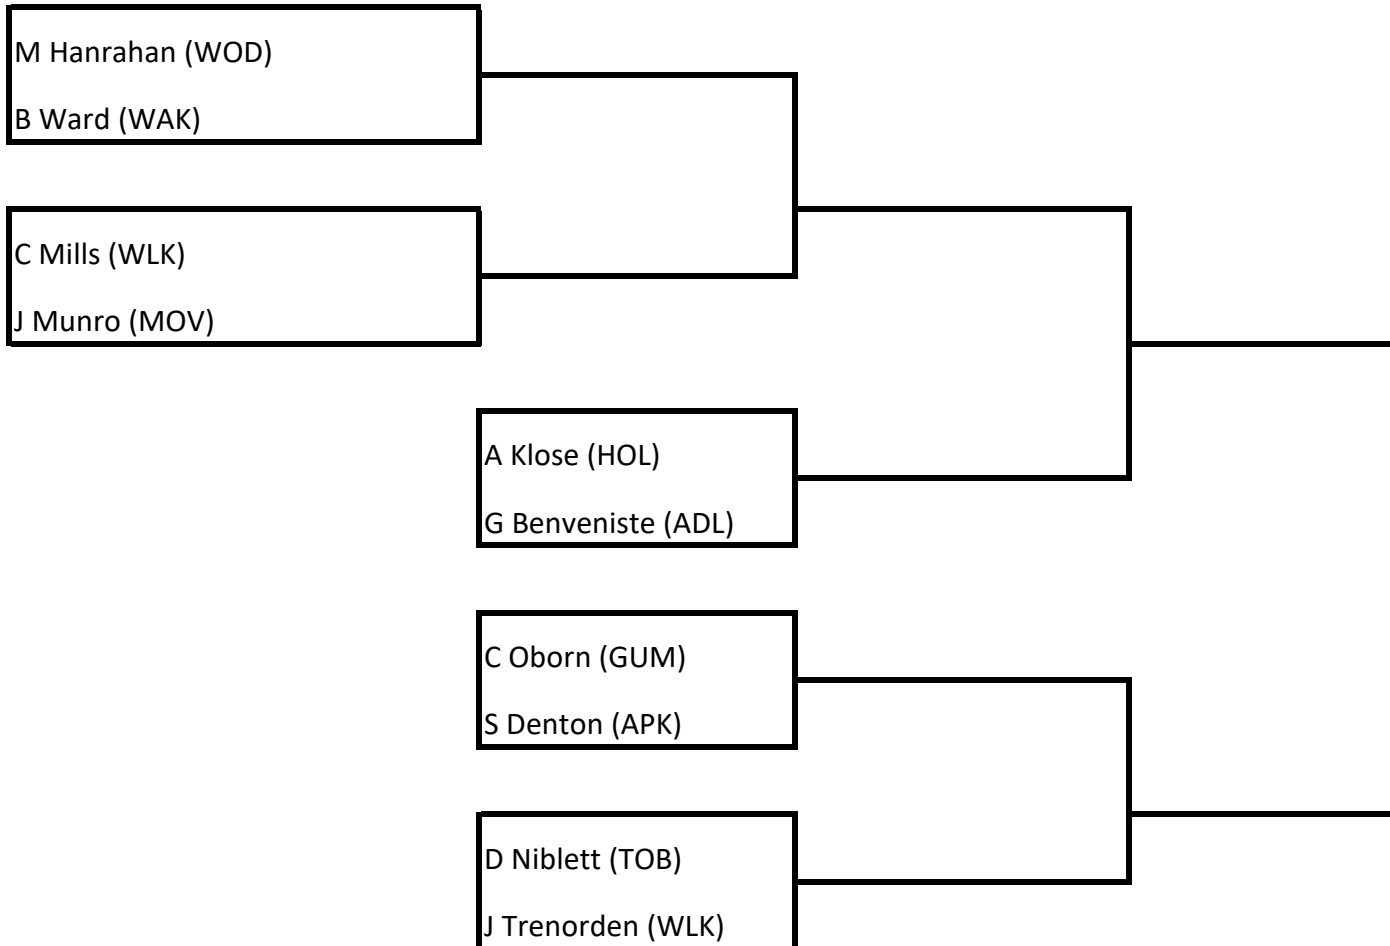 M Hanrahan (WOD)
B Ward (WAK)
C Mills (WLK)
J Munro (MOV)
A Klose (HOL)
G Benveniste (ADL)
C Oborn (GUM)
S Denton (APK)
D Niblett (TOB)
J Trenorden (WLK)